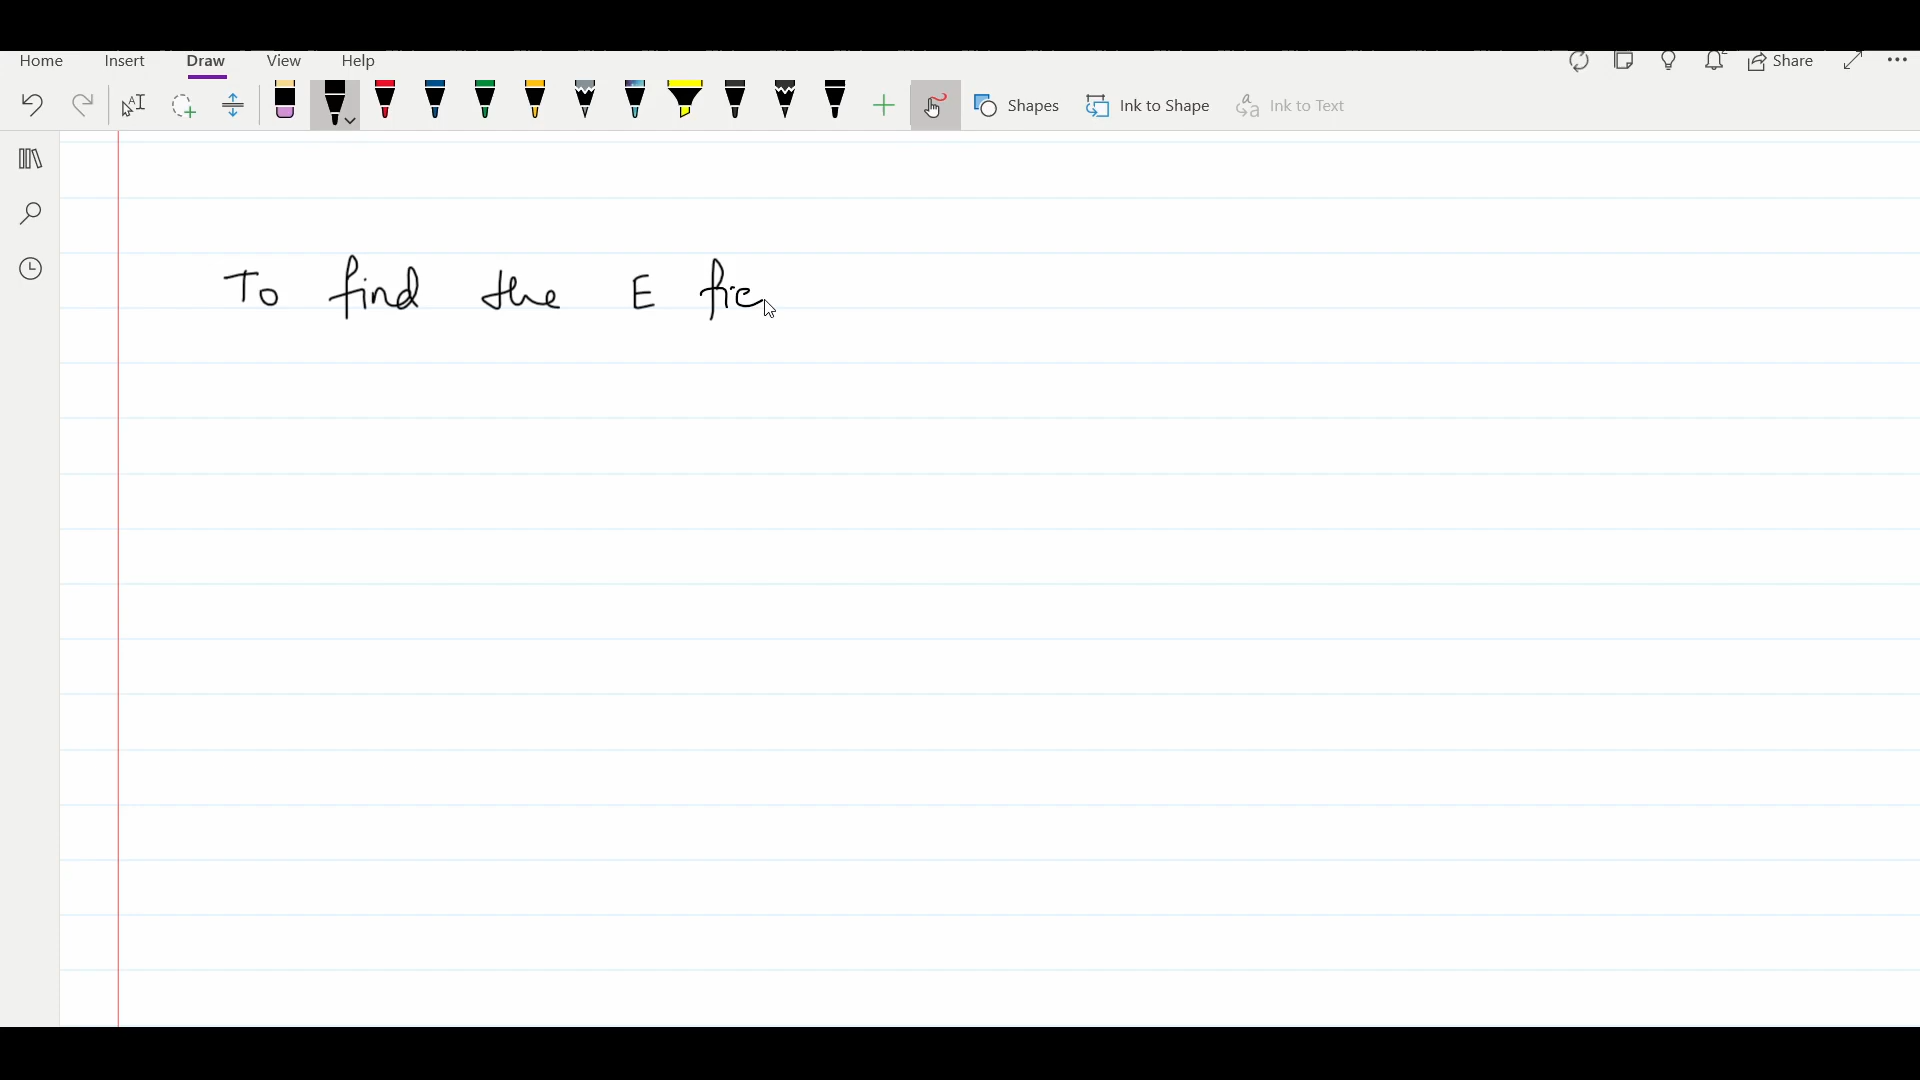 Home Insert Draw View Help Share
Shapes Ink to Shape Ink to Text
To find the E fie